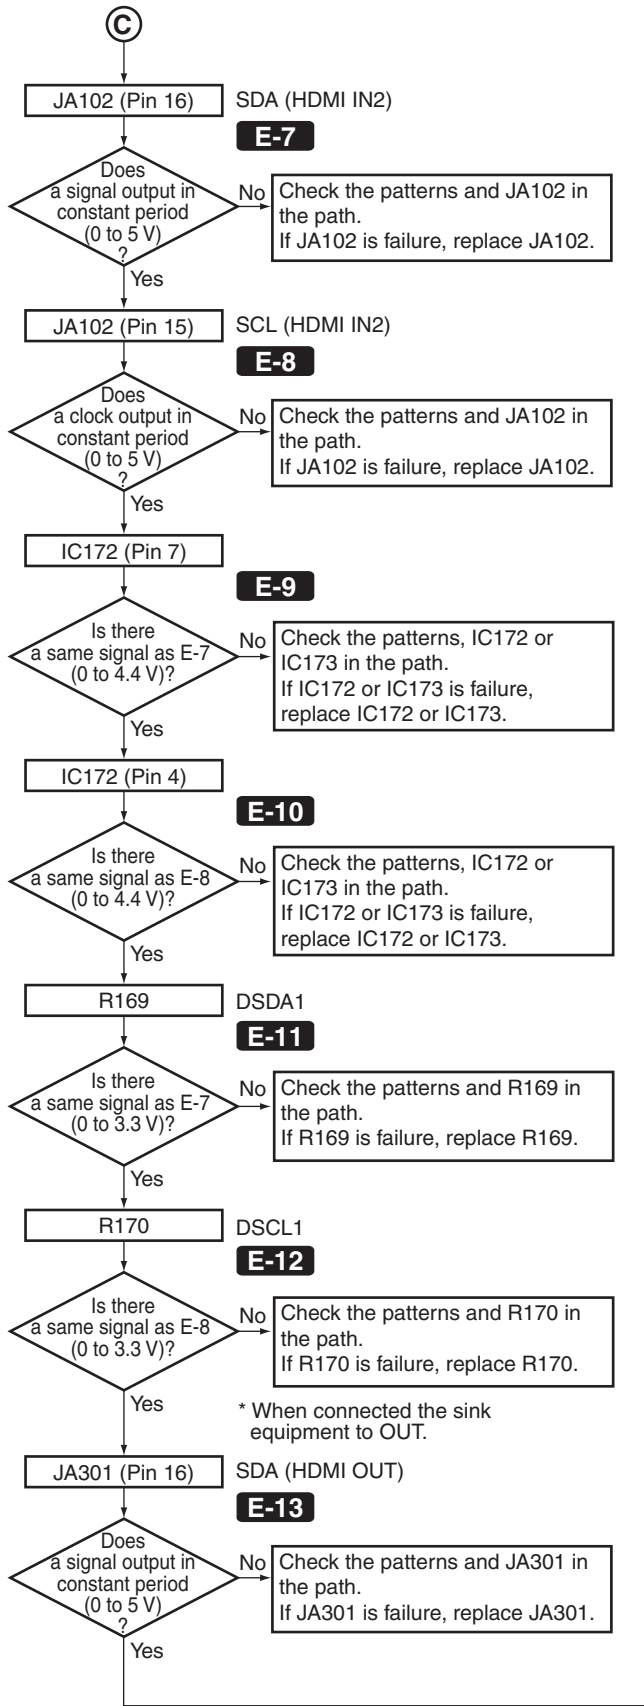 C
JA102 (Pin 16)
SDA (HDMI IN2)
E-7
Does
a signal output in
constant period
(0 to 5 V)
?
No
Check the patterns and JA102 in
the path.
If JA102 is failure, replace JA102.
Yes
JA102 (Pin 15)
SCL (HDMI IN2)
E-8
Does
a clock output in
constant period
(0 to 5 V)
?
No
Check the patterns and JA102 in
the path.
If JA102 is failure, replace JA102.
Yes
IC172 (Pin 7)
E-9
Is there
a same signal as E-7
(0 to 4.4 V)?
No
Check the patterns, IC172 or
IC173 in the path.
If IC172 or IC173 is failure,
replace IC172 or IC173.
Yes
IC172 (Pin 4)
E-10
Is there
a same signal as E-8
(0 to 4.4 V)?
No
Check the patterns, IC172 or
IC173 in the path.
If IC172 or IC173 is failure,
replace IC172 or IC173.
Yes
R169
DSDA1
E-11
Is there
a same signal as E-7
(0 to 3.3 V)?
No
Check the patterns and R169 in
the path.
If R169 is failure, replace R169.
Yes
R170
DSCL1
E-12
Is there
a same signal as E-8
(0 to 3.3 V)?
No
Check the patterns and R170 in
the path.
If R170 is failure, replace R170.
Yes
* When connected the sink
equipment to OUT.
JA301 (Pin 16)
SDA (HDMI OUT)
E-13
Does
a signal output in
constant period
(0 to 5 V)
?
No
Check the patterns and JA301 in
the path.
If JA301 is failure, replace JA301.
Yes